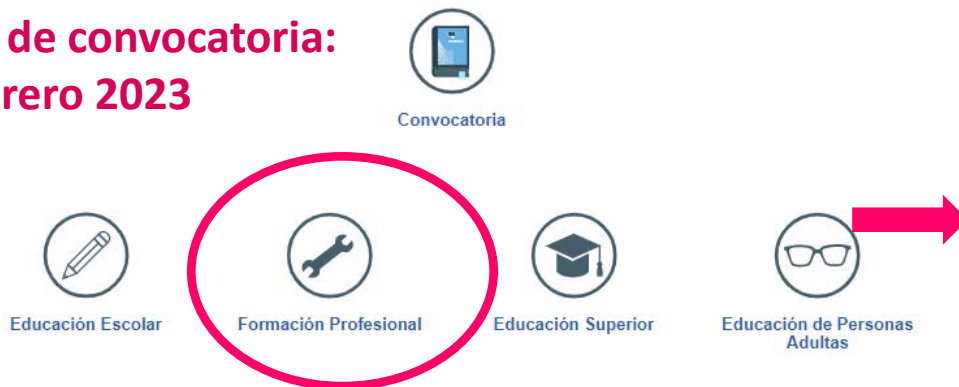 de convocatoria:
rero 2023
Convocatoria
Educación Escolar
Formación Profesional
Educación Superior
Educación de Personas
Adultas